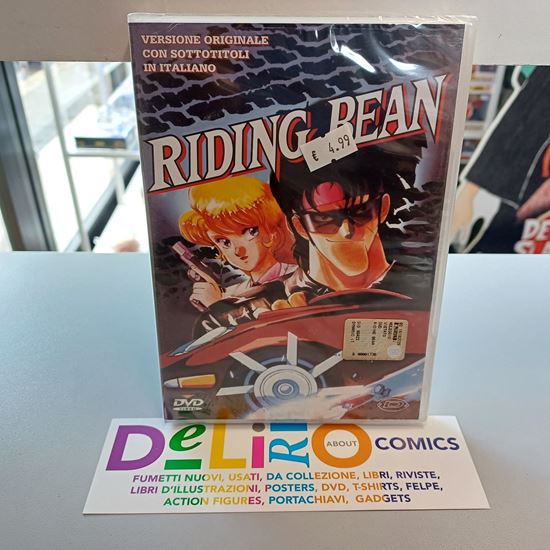 VERSIONE ORIGINALE
CON SOTTOTITOLI
IN ITALIANO
RIDING BEAN
€ 4.99
DVD
VIDEO
DELiRiO
ABOUT
COMICS
FUMETTI NUOVI, USATI, DA COLLEZIONE, LIBRI, RIVISTE,
LIBRI D'ILLUSTRAZIONI, POSTERS, DVD, T-SHIRTS, FELPE,
ACTION FIGURES, PORTACHIAVI, GADGETS